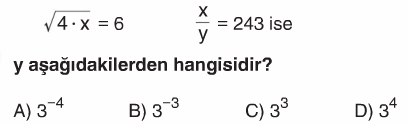 √4·x = 6    x/y = 243 ise
y aşağıdakilerden hangisidir?
A) 3⁻⁴    B) 3⁻³    C) 3³    D) 3⁴